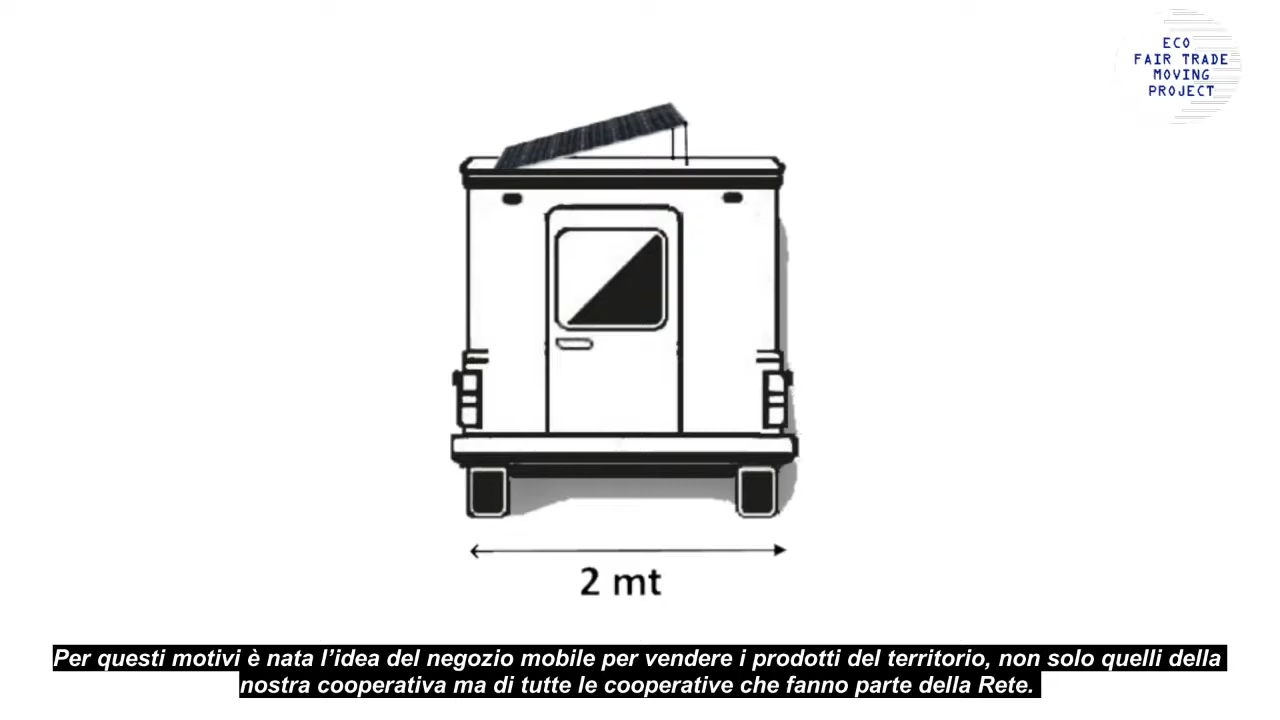 ECO
FAIR TRADE
MOVING
PROJECT
2 mt
Per questi motivi è nata l’idea del negozio mobile per vendere i prodotti del territorio, non solo quelli della
nostra cooperativa ma di tutte le cooperative che fanno parte della Rete.